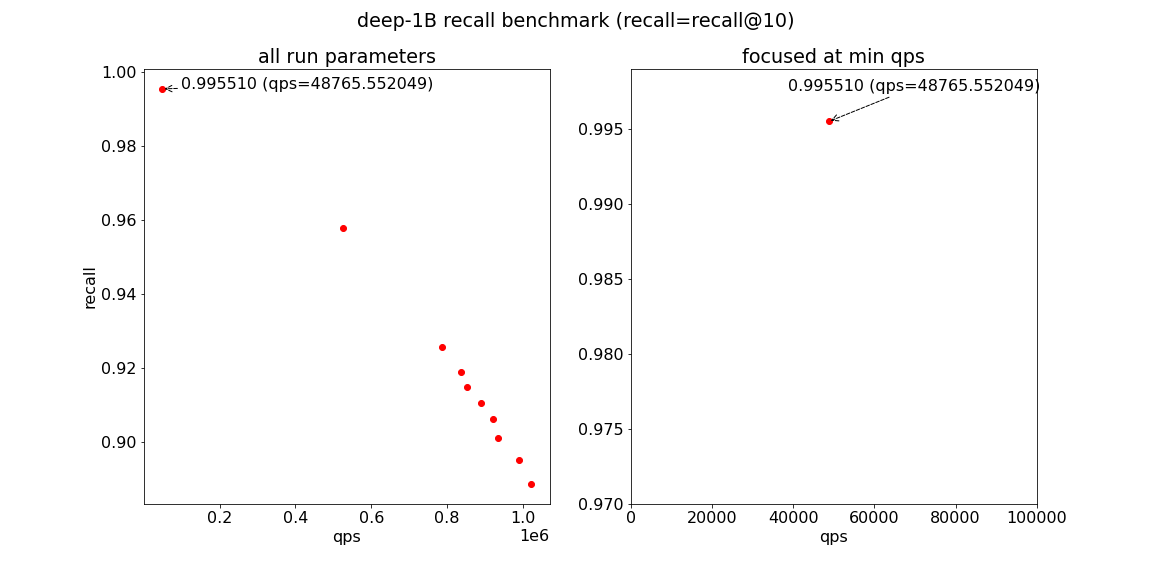 deep-1B recall benchmark (recall=recall@10)
all run parameters
1.00
0.98
0.96
0.94
0.92
0.90
recall
0.995510 (qps=48765.552049)
0.2 0.4 0.6 0.8 1.0
1e6
qps
focused at min qps
0.995
0.990
0.985
0.980
0.975
0.970
0.995510 (qps=48765.552049)
0 20000 40000 60000 80000 100000
qps